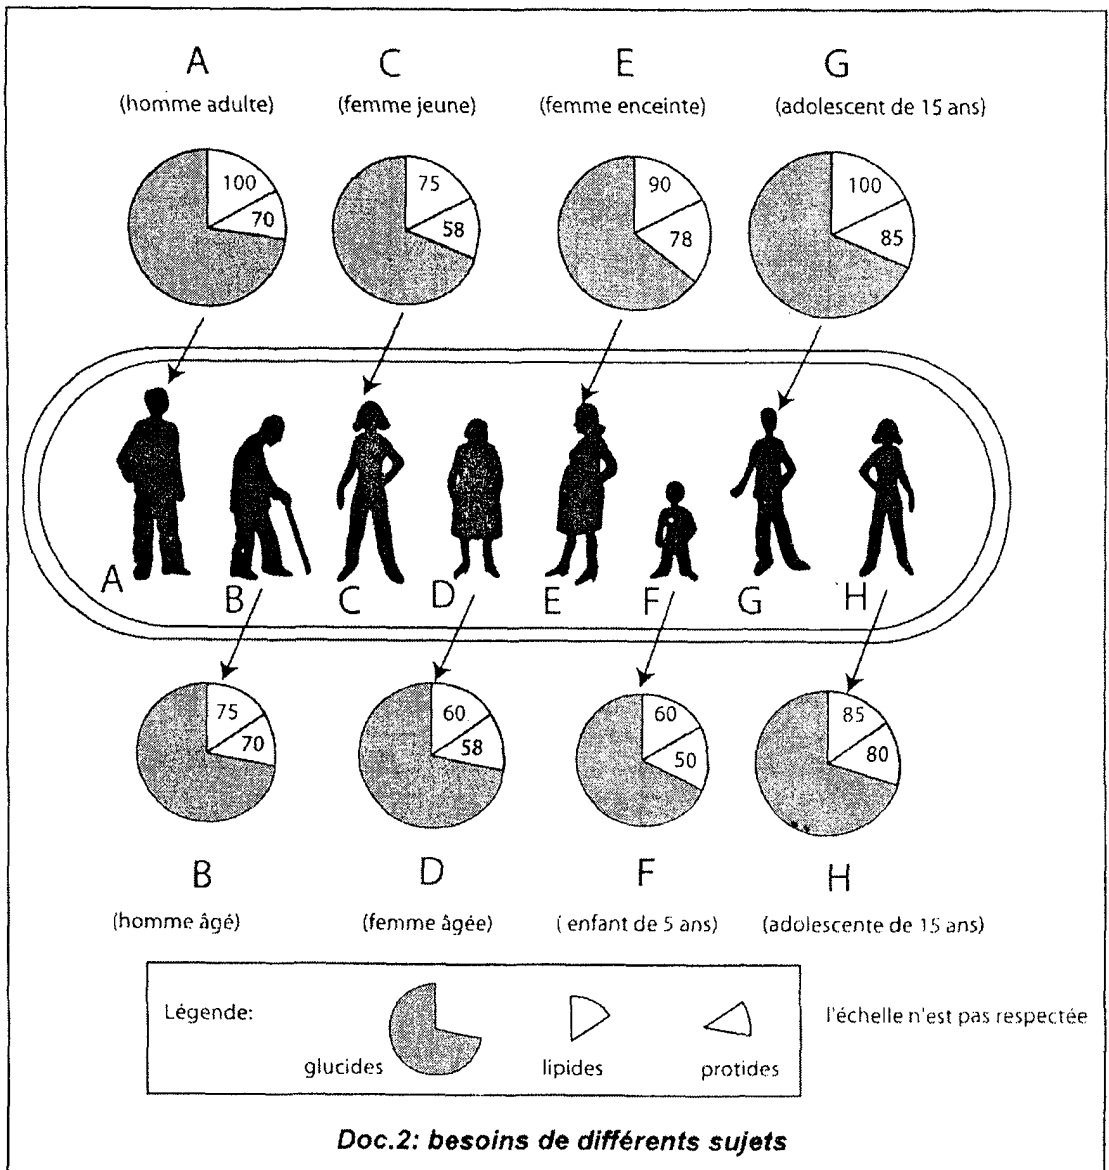 A C E G
(homme adulte) (femme jeune) (femme enceinte) (adolescent de 15 ans)
100 75 90 100
70 58 78 85
A B C D E F G H
75 60 60 85
70 58 50 80
B D F H
(homme âgé) (femme âgée) ( enfant de 5 ans) (adolescente de 15 ans)
Légende: l'échelle n'est pas respectée
glucides lipides protides
Doc.2: besoins de différents sujets